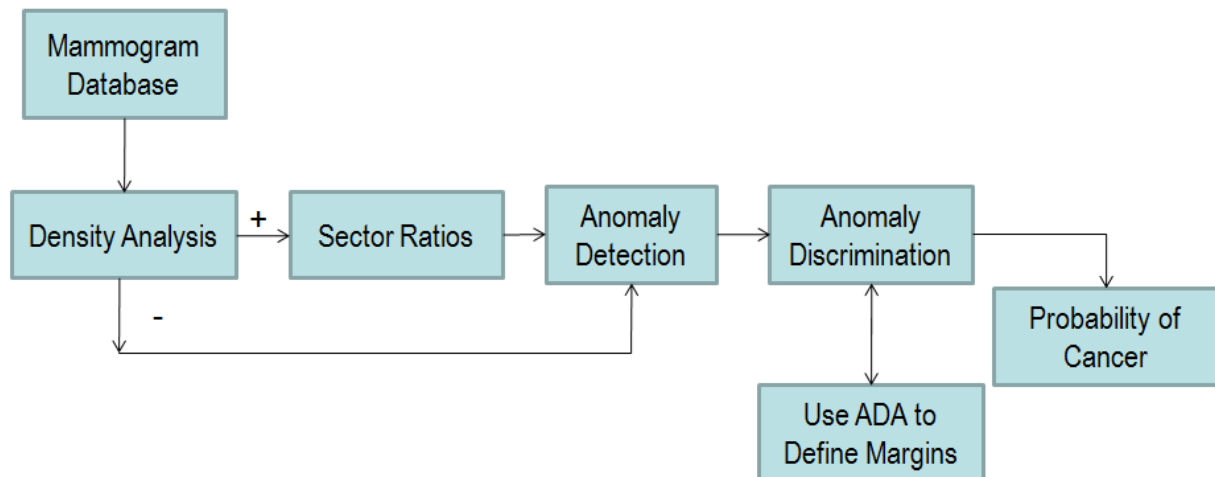 Mammogram
Database
Density Analysis
+
Sector Ratios
Anomaly
Detection
Anomaly
Discrimination
-
Probability of
Cancer
Use ADA to
Define Margins